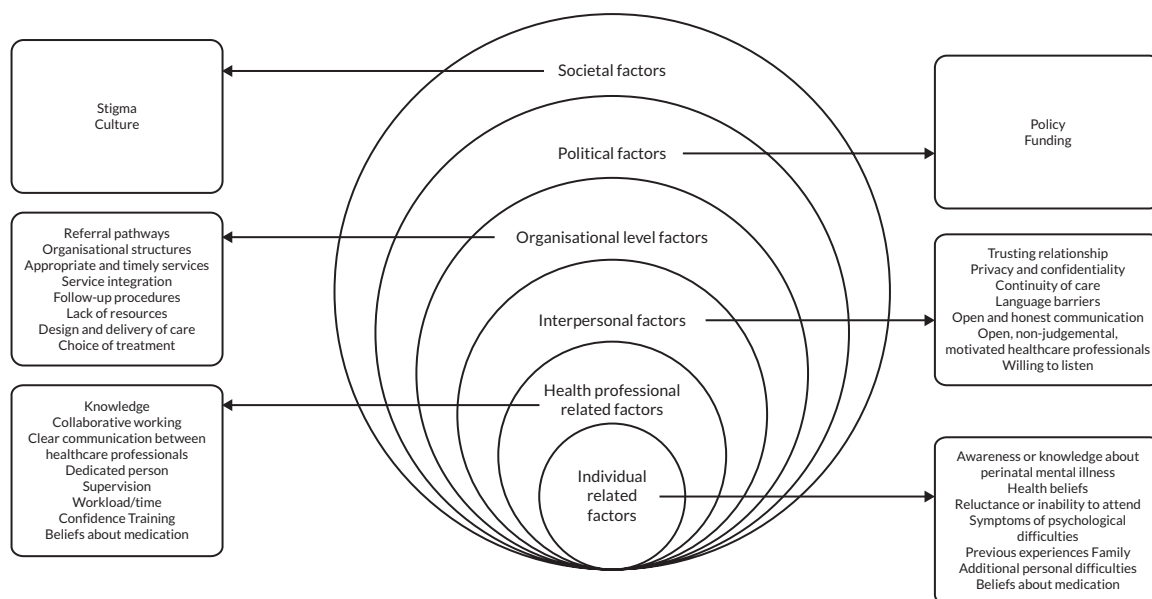 Societal factors
Stigma
Culture
Political factors
Policy
Funding
Organisational level factors
Referral pathways
Organisational structures
Appropriate and timely services
Service integration
Follow-up procedures
Lack of resources
Design and delivery of care
Choice of treatment
Interpersonal factors
Trusting relationship
Privacy and confidentiality
Continuity of care
Language barriers
Open and honest communication
Open, non-judgemental,
motivated healthcare professionals
Willing to listen
Health professional
related factors
Knowledge
Collaborative working
Clear communication between
healthcare professionals
Dedicated person
Supervision
Workload/time
Confidence Training
Beliefs about medication
Individual
related
factors
Awareness or knowledge about
perinatal mental illness
Health beliefs
Reluctance or inability to attend
Symptoms of psychological
difficulties
Previous experiences Family
Additional personal difficulties
Beliefs about medication